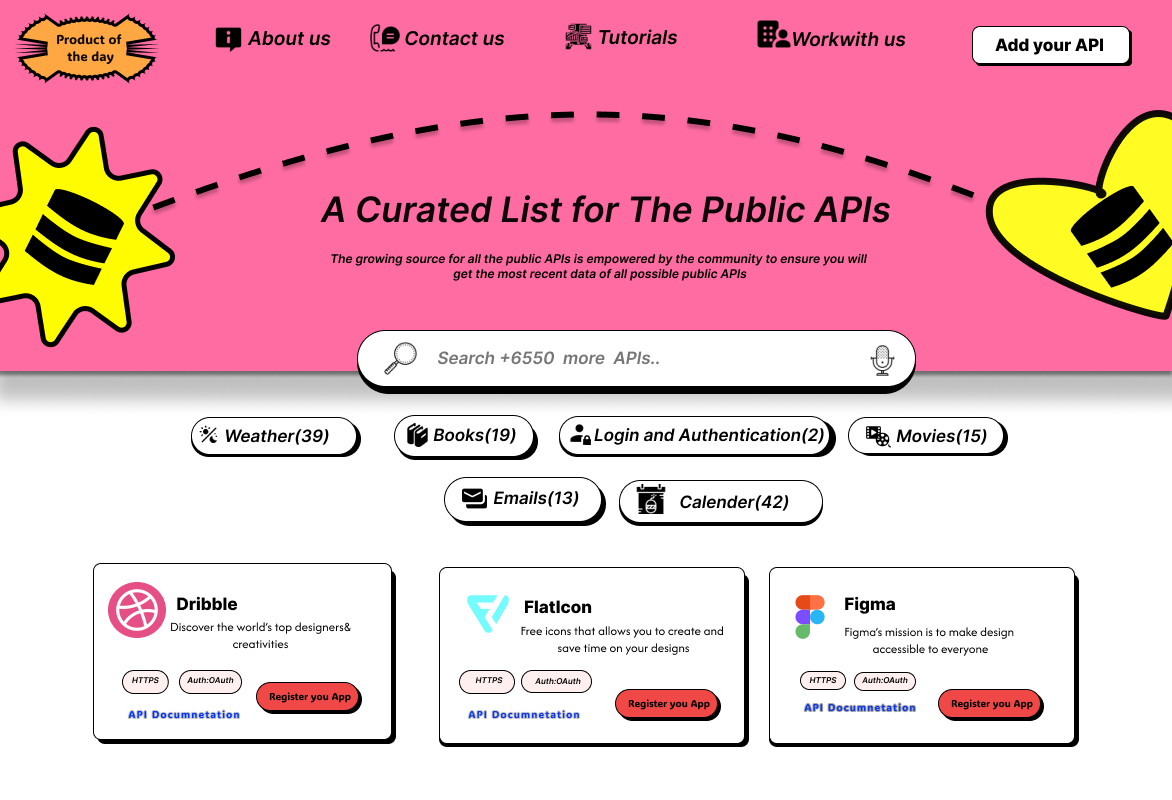 Product of
the day
About us
Contact us
Tutorials
Workwith us
Add your API
A Curated List for The Public APIs
The growing source for all the public APIs is empowered by the community to ensure you will
get the most recent data of all possible public APIs
Search +6550 more APIs..
Weather(39)
Books(19)
Login and Authentication(2)
Movies(15)
Emails(13)
Calender(42)
Dribble
Discover the world's top designers&
creativities
HTTPS
Auth:OAuth
Register you App
API Documnetation
FlatIcon
Free icons that allows you to create and
save time on your designs
HTTPS
Auth:OAuth
Register you App
API Documnetation
Figma
Figma's mission is to make design
accessible to everyone
HTTPS
Auth:OAuth
Register you App
API Documnetation